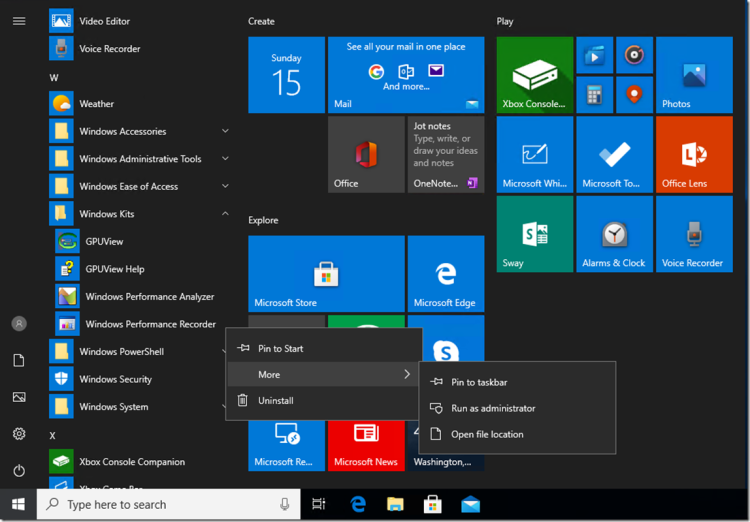 Video Editor
Voice Recorder
W
Weather
Windows Accessories
Windows Administrative Tools
Windows Ease of Access
Windows Kits
GPUView
GPUView Help
Windows Performance Analyzer
Windows Performance Recorder
Windows PowerShell
Windows Security
Windows System
X
Xbox Console Companion
Xbox Game Bar
Create
Sunday
15
See all your mail in one place
And more...
Mail
Office
Jot notes
Type, write, or
draw your ideas
and notes
OneNote...
Explore
Microsoft Store
Microsoft Edge
Microsoft Re...
Microsoft News
NEWS
Washington,...
Play
Xbox Console...
Photos
Microsoft Whi...
Microsoft To...
Office Lens
Sway
Alarms & Clock
Voice Recorder
Pin to Start
More
Uninstall
Pin to taskbar
Run as administrator
Open file location
Type here to search